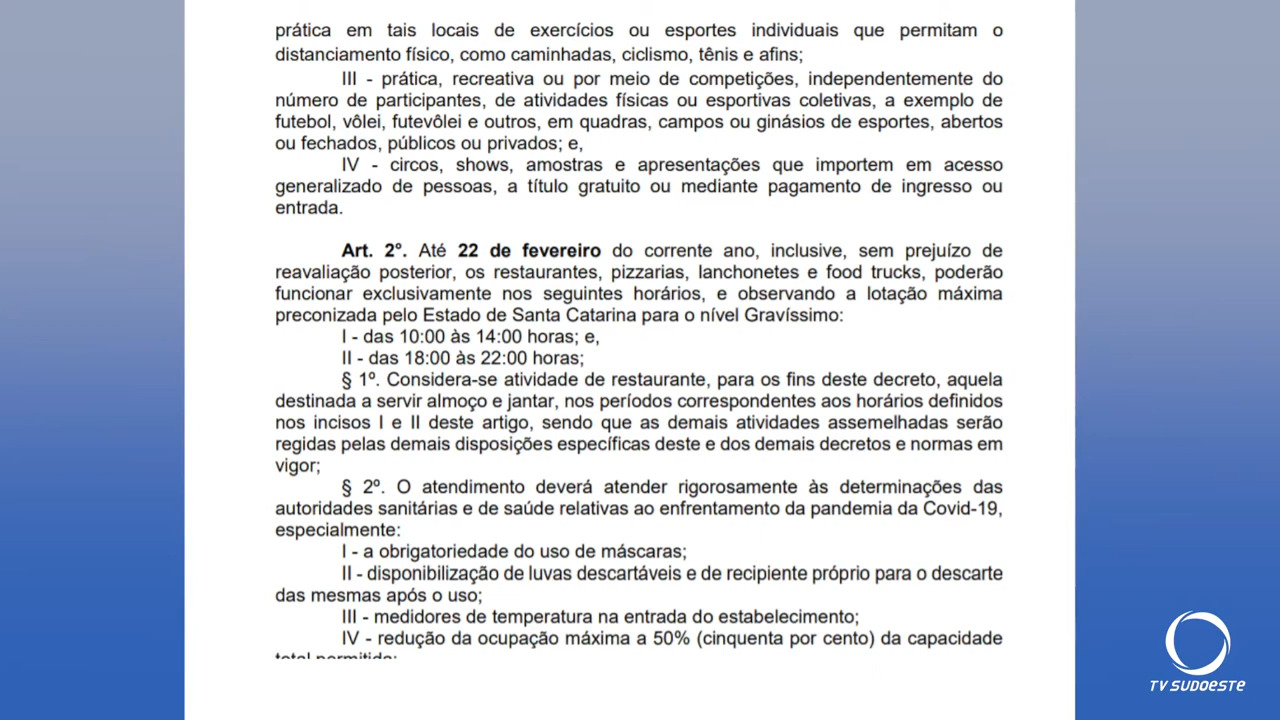 prática em tais locais de exercícios ou esportes individuais que permitam o
distanciamento físico, como caminhadas, ciclismo, tênis e afins;
III - prática, recreativa ou por meio de competições, independentemente do
número de participantes, de atividades físicas ou esportivas coletivas, a exemplo de
futebol, vôlei, futevôlei e outros, em quadras, campos ou ginásios de esportes, abertos
ou fechados, públicos ou privados; e,
IV - circos, shows, amostras e apresentações que importem em acesso
generalizado de pessoas, a título gratuito ou mediante pagamento de ingresso ou
entrada.
Art. 2°. Até 22 de fevereiro do corrente ano, inclusive, sem prejuízo de
reavaliação posterior, os restaurantes, pizzarias, lanchonetes e food trucks, poderão
funcionar exclusivamente nos seguintes horários, e observando a lotação máxima
preconizada pelo Estado de Santa Catarina para o nível Gravíssimo:
I - das 10:00 às 14:00 horas; e,
II - das 18:00 às 22:00 horas;
§ 1º. Considera-se atividade de restaurante, para os fins deste decreto, aquela
destinada a servir almoço e jantar, nos períodos correspondentes aos horários definidos
nos incisos I e II deste artigo, sendo que as demais atividades assemelhadas serão
regidas pelas demais disposições específicas deste e dos demais decretos e normas em
vigor;
§ 2º. O atendimento deverá atender rigorosamente às determinações das
autoridades sanitárias e de saúde relativas ao enfrentamento da pandemia da Covid-19,
especialmente:
I - a obrigatoriedade do uso de máscaras;
II - disponibilização de luvas descartáveis e de recipiente próprio para o descarte
das mesmas após o uso;
III - medidores de temperatura na entrada do estabelecimento;
IV - redução da ocupação máxima a 50% (cinquenta por cento) da capacidade
total permitida:
TV SUDOESTE